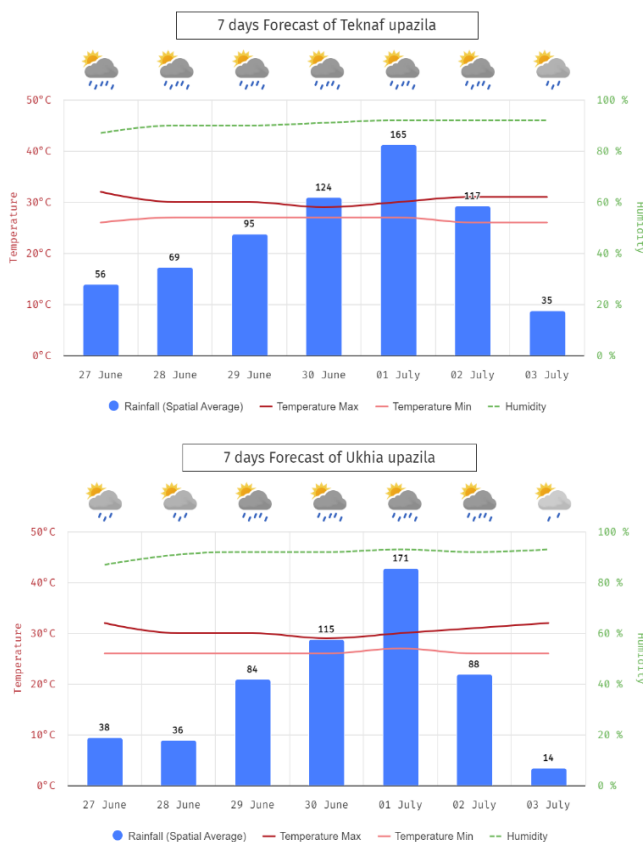 7 days Forecast of Teknaf upazila
50°C
100 %
165
40°C
80 %
124
117
30°C
60 %
95
Temperature
Humidity
69
20°C
40 %
56
35
10°C
20 %
0°C
0 %
27 June 28 June 29 June 30 June 01 July 02 July 03 July
Rainfall (Spatial Average) Temperature Max Temperature Min Humidity
7 days Forecast of Ukhia upazila
50°C
100 %
171
40°C
80 %
115
30°C
60 %
84
88
Temperature
Humidity
20°C
40 %
38
36
10°C
20 %
14
0°C
0 %
27 June 28 June 29 June 30 June 01 July 02 July 03 July
Rainfall (Spatial Average) Temperature Max Temperature Min Humidity